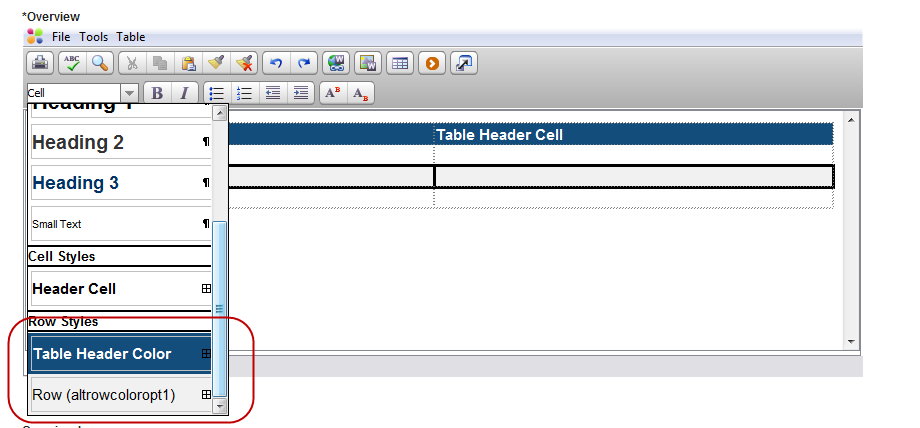 *Overview
File Tools Table
ABC
Cell
B I
A B A B
Table Header Cell
Heading 1
Heading 2 ¶
Heading 3 ¶
Small Text ¶
Cell Styles
Header Cell
Row Styles
Table Header Color
Row (altrowcoloropt1)